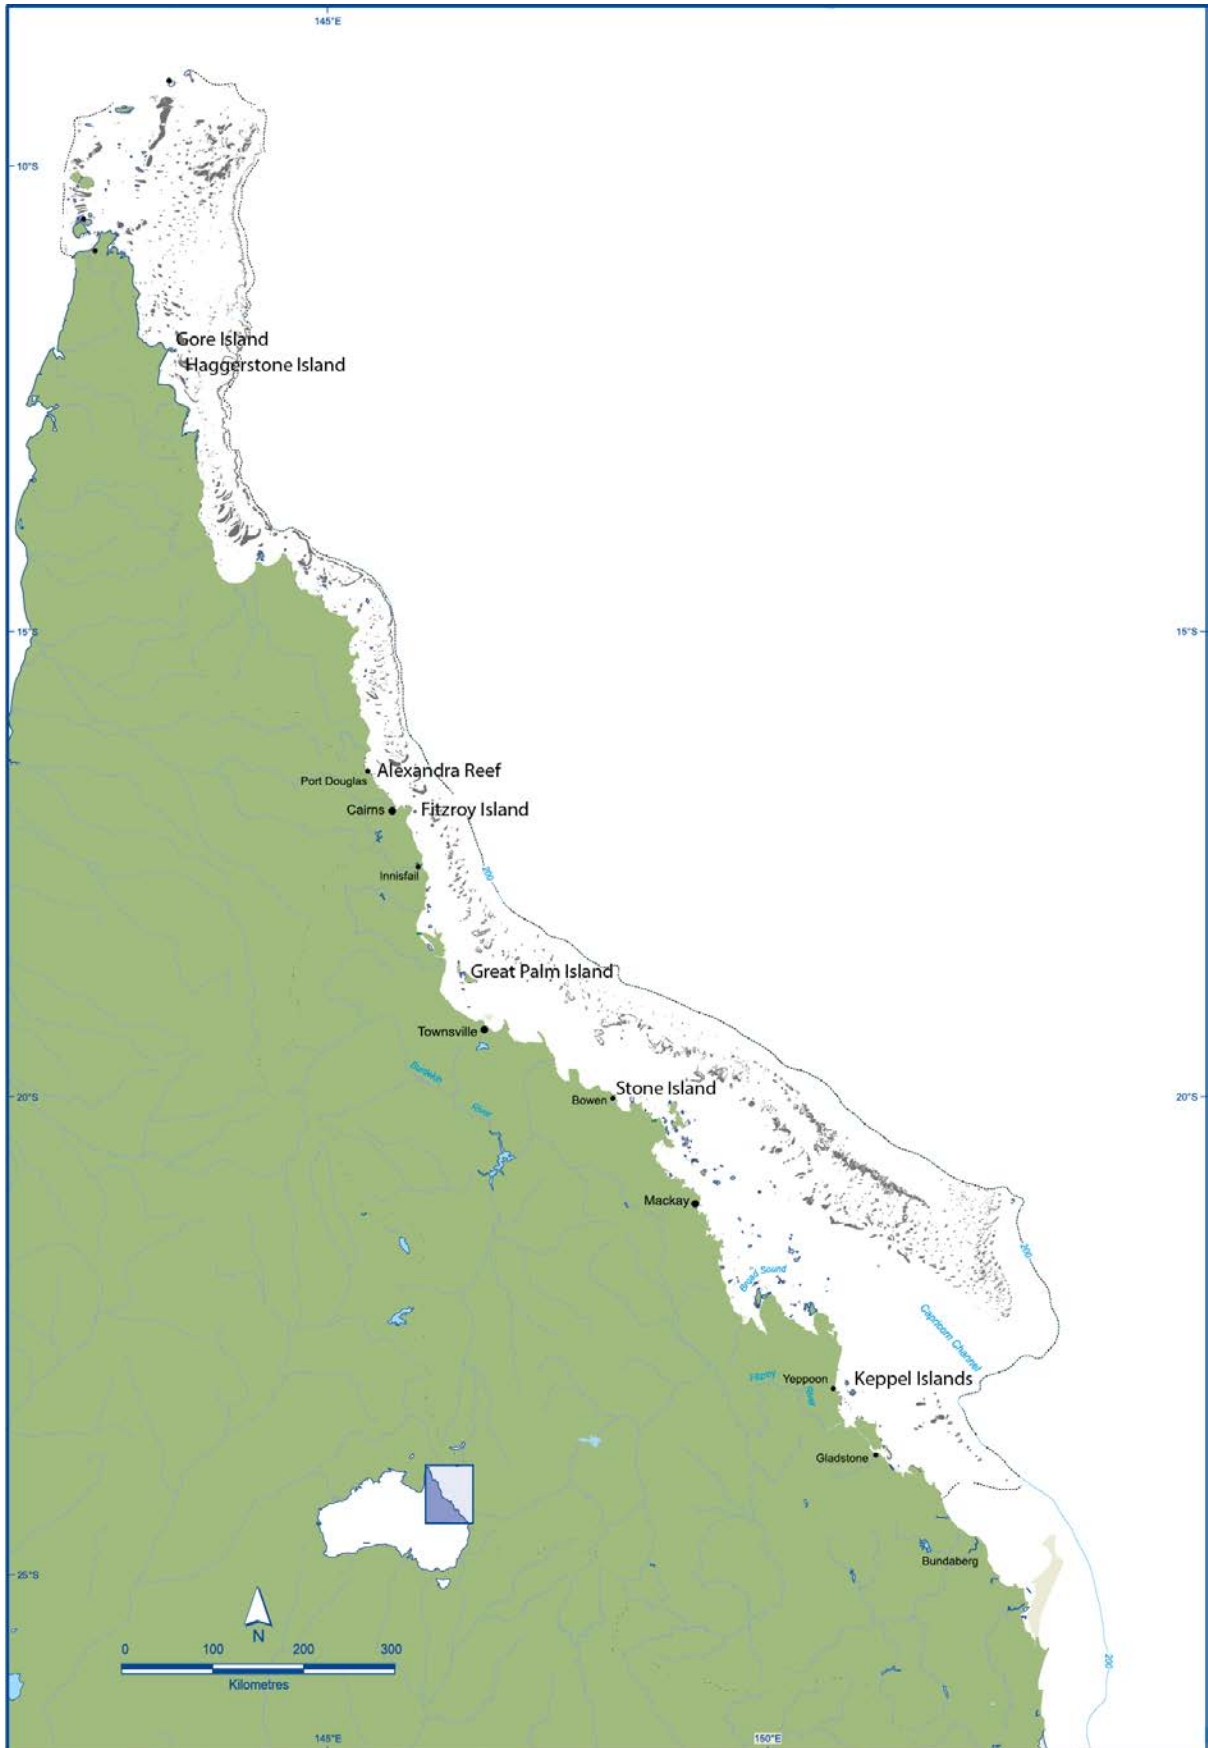 145°E
10°S
Gore Island
Haggerstone Island
15°S
15°S
Port Douglas
Alexandra Reef
Cairns
Fitzroy Island
Innisfail
200
Great Palm Island
Townsville
Burdekin
River
Stone Island
Bowen
20°S
20°S
Mackay
200
Broad Sound
Capricorn Channel
Fitzroy
River
Yeppoon
Keppel Islands
Gladstone
Bundaberg
25°S
N
0 100 200 300
Kilometres
200
145°E
150°E